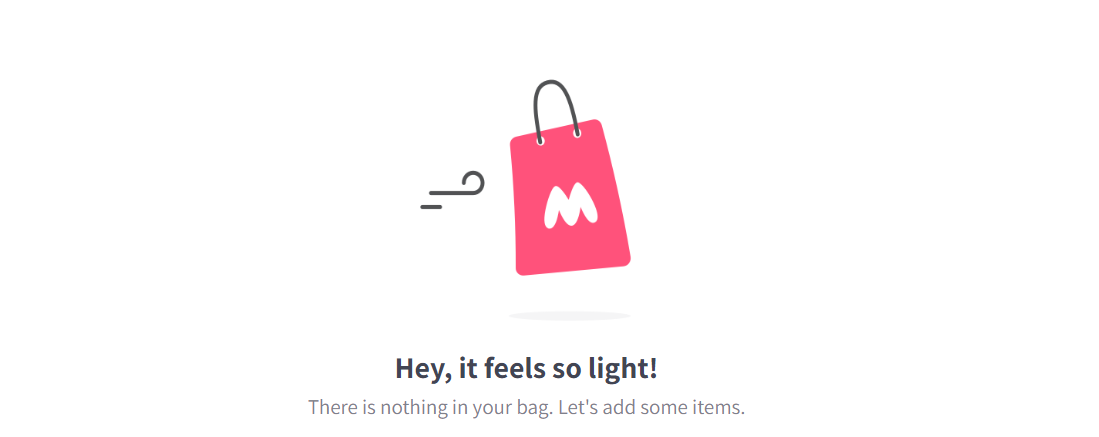 M
Hey, it feels so light!
There is nothing in your bag. Let's add some items.